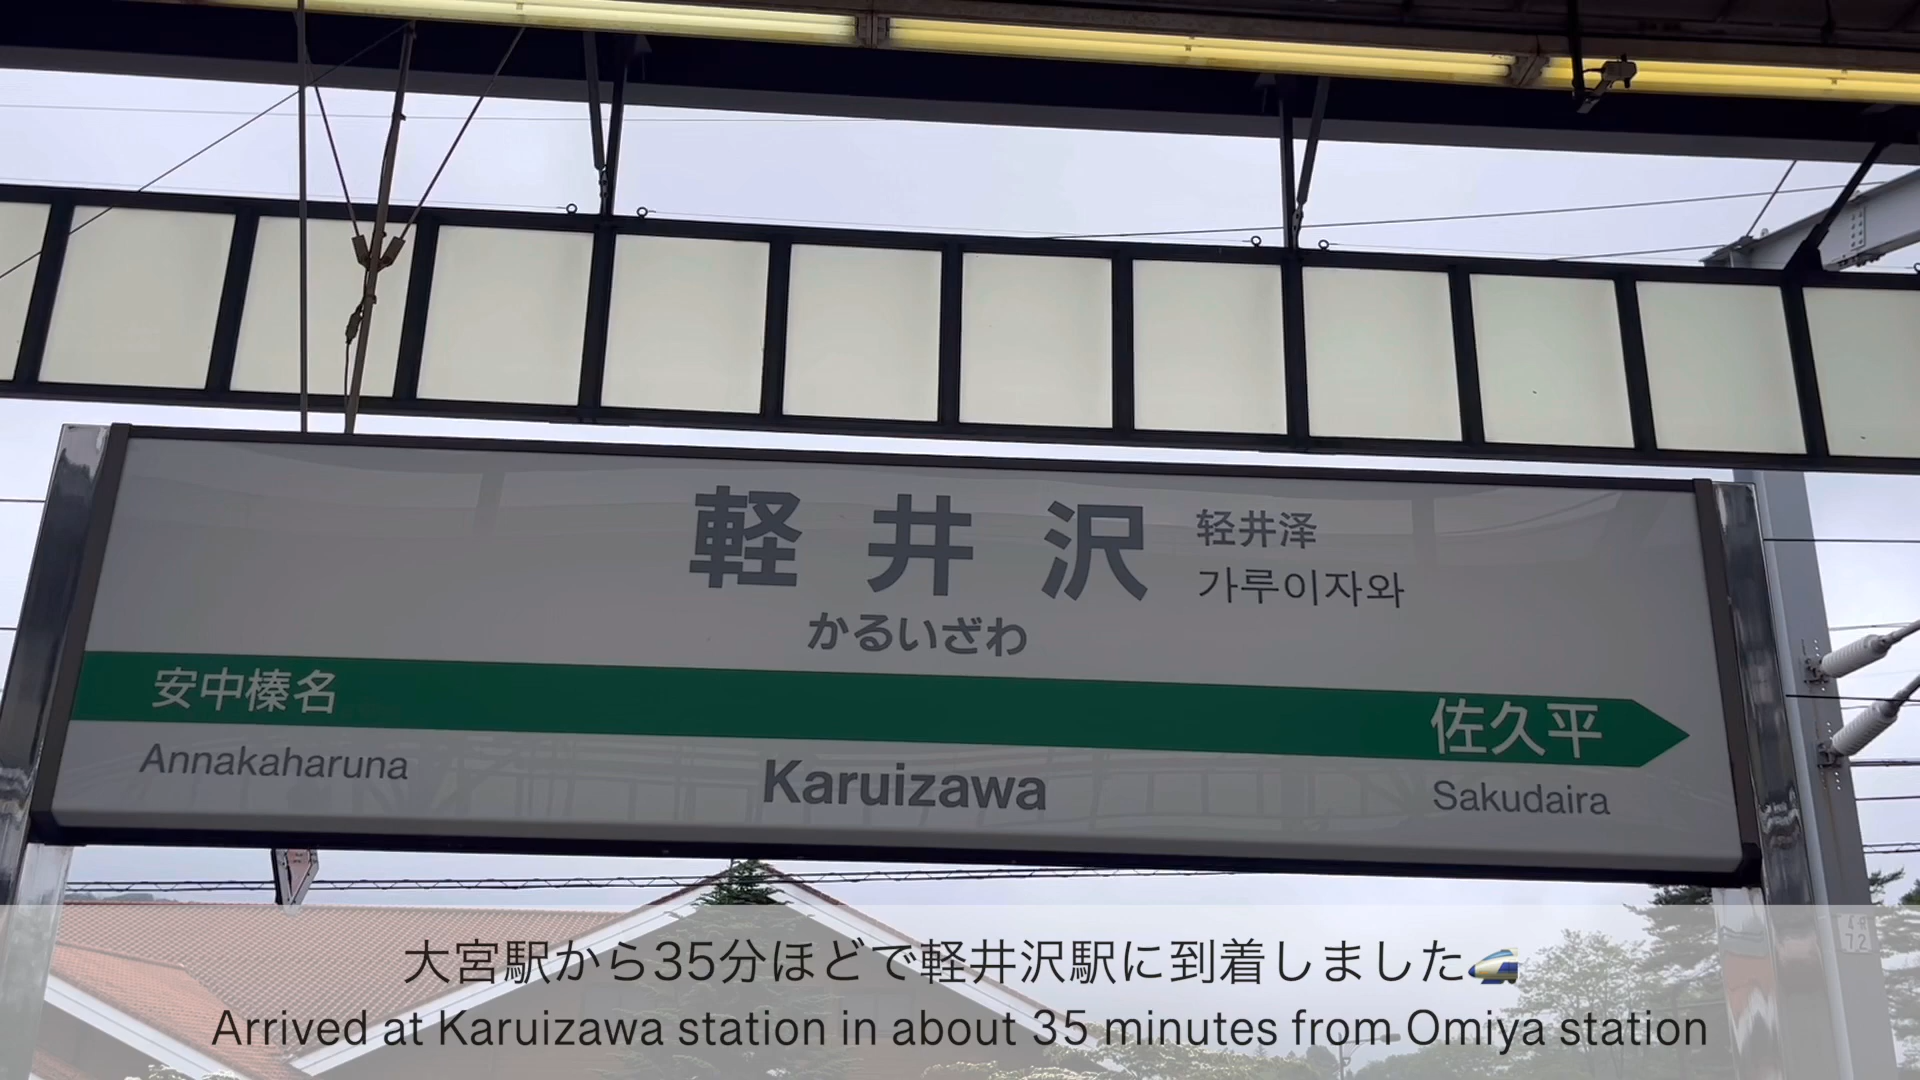 軽井沢
轻井泽
가루이자와
かるいざわ
安中榛名
佐久平
Annakaharuna
Karuizawa
Sakudaira
大宮駅から35分ほどで軽井沢駅に到着しました🚅
Arrived at Karuizawa station in about 35 minutes from Omiya station